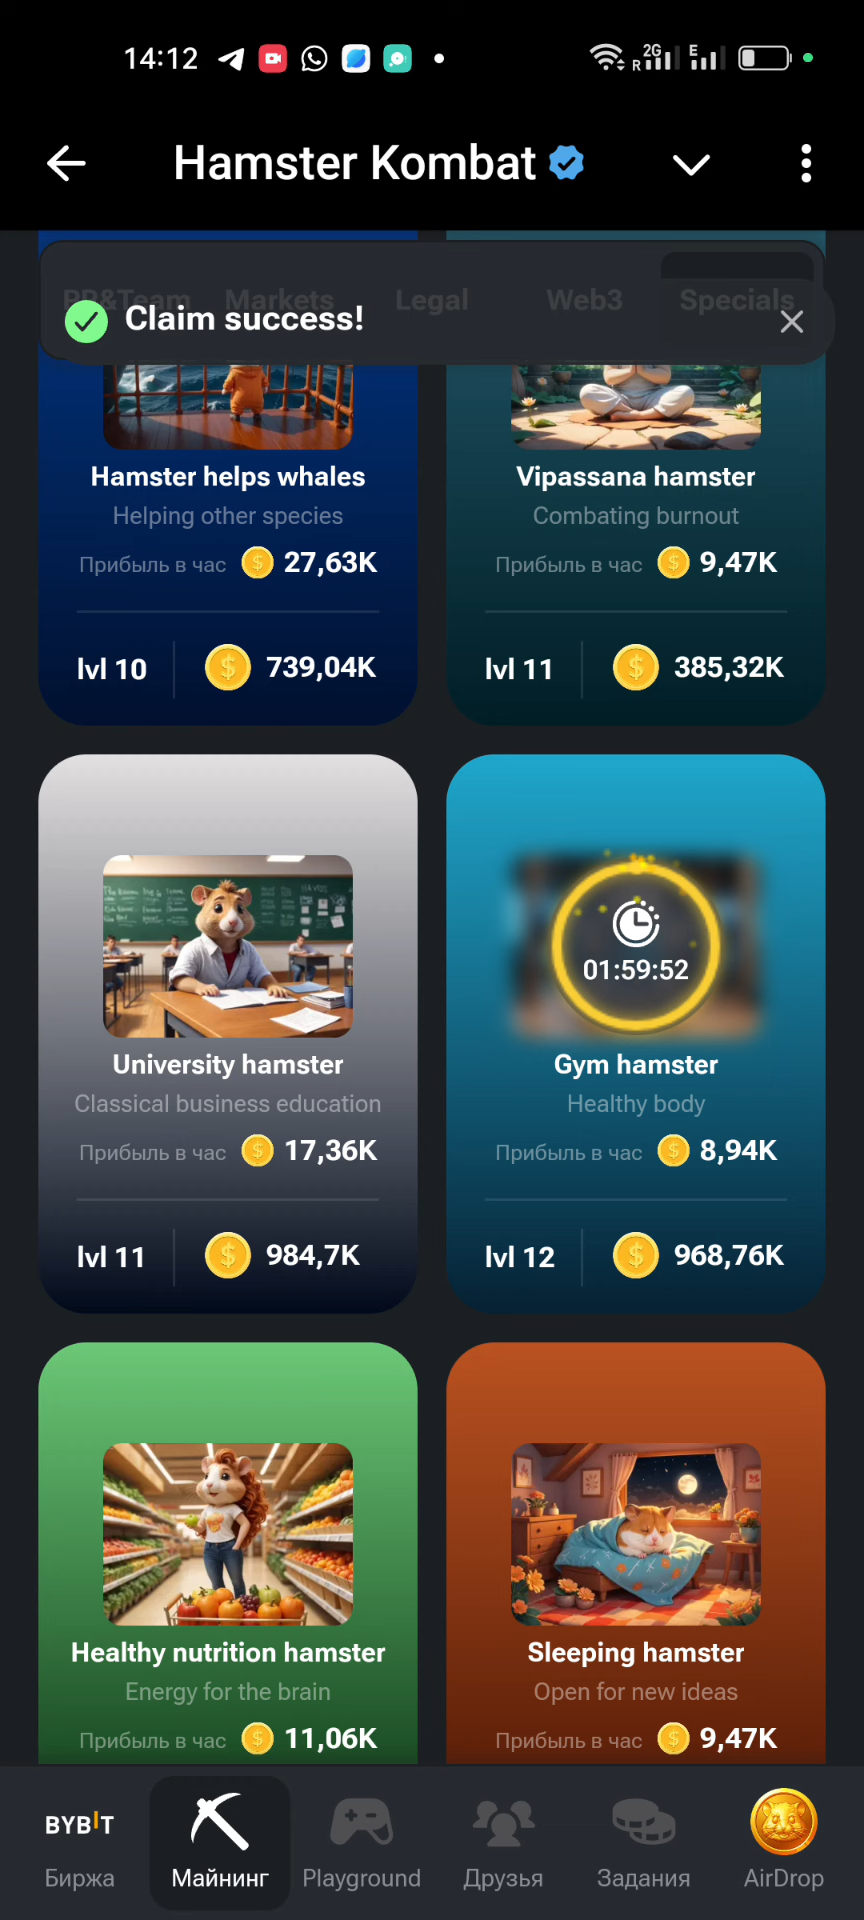 14:12
2G
R
E
Hamster Kombat
PR&Team Markets Legal Web3 Specials
Claim success!
Hamster helps whales
Helping other species
Прибыль в час 27,63K
lvl 10 739,04K
Vipassana hamster
Combating burnout
Прибыль в час 9,47K
lvl 11 385,32K
University hamster
Classical business education
Прибыль в час 17,36K
lvl 11 984,7K
01:59:52
Gym hamster
Healthy body
Прибыль в час 8,94K
lvl 12 968,76K
Healthy nutrition hamster
Energy for the brain
Прибыль в час 11,06K
Sleeping hamster
Open for new ideas
Прибыль в час 9,47K
BYBIT
Биржа Майнинг Playground Друзья Задания AirDrop